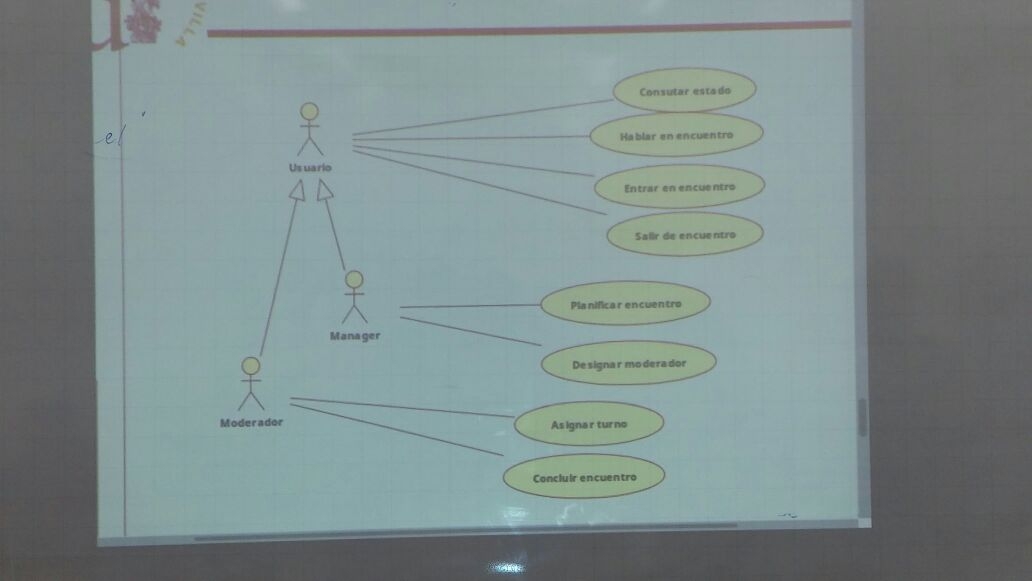 VILLA
el
Consutar estado
Hablar en encuentro
Usuario
Entrar en encuentro
Salir de encuentro
Planificar encuentro
Manager
Designar moderador
Moderador
Asignar turno
Concluir encuentro